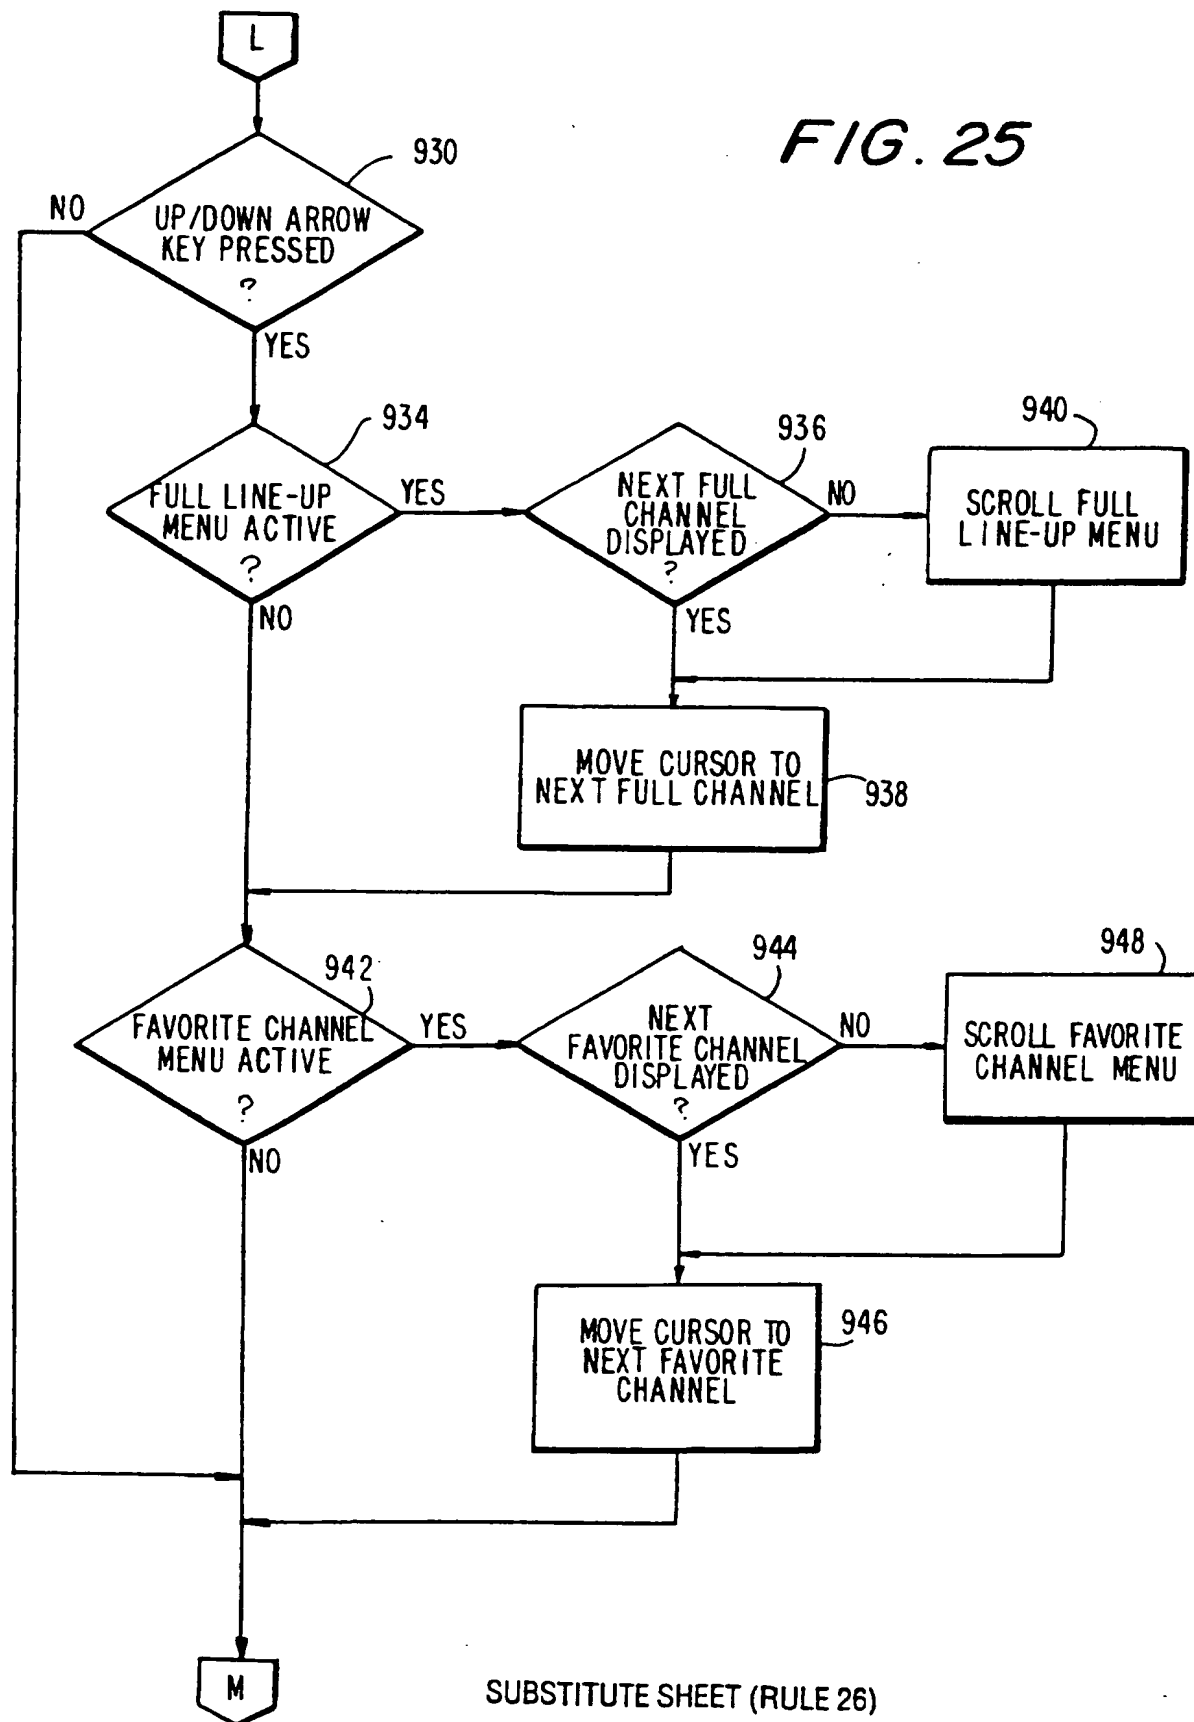 L
FIG. 25
930
NO
UP/DOWN ARROW
KEY PRESSED
?
YES
934
FULL LINE-UP
MENU ACTIVE
?
YES
NO
936
NEXT FULL
CHANNEL
DISPLAYED
?
NO
YES
940
SCROLL FULL
LINE-UP MENU
MOVE CURSOR TO
NEXT FULL CHANNEL
938
942
FAVORITE CHANNEL
MENU ACTIVE
?
YES
NO
944
NEXT
FAVORITE CHANNEL
DISPLAYED
?
NO
YES
948
SCROLL FAVORITE
CHANNEL MENU
MOVE CURSOR TO
NEXT FAVORITE
CHANNEL
946
M
SUBSTITUTE SHEET (RULE 26)